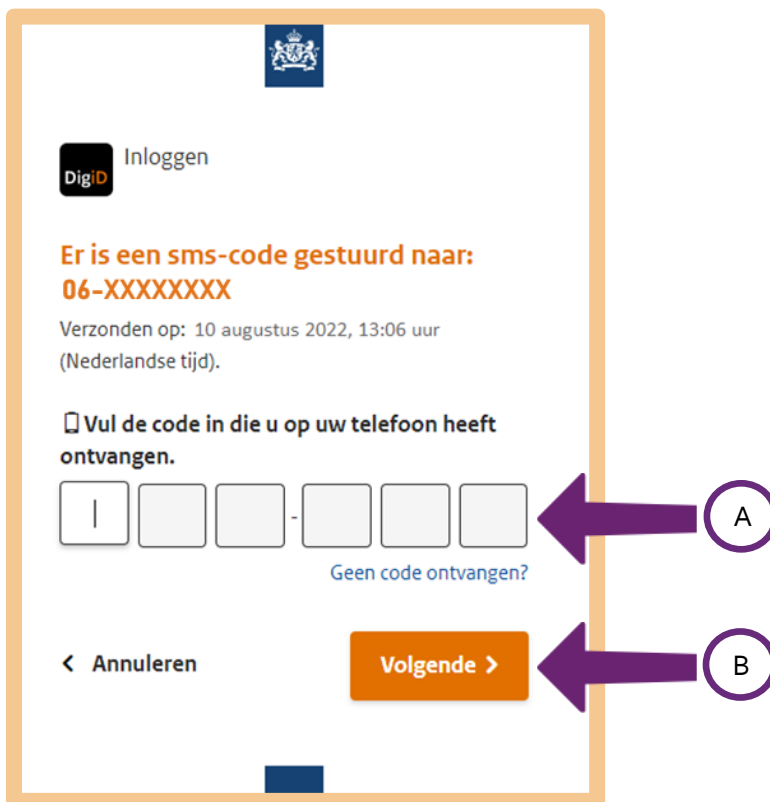 DigiD
Inloggen
Er is een sms-code gestuurd naar:
06-XXXXXXXX
Verzonden op: 10 augustus 2022, 13:06 uur
(Nederlandse tijd).
Vul de code in die u op uw telefoon heeft
ontvangen.
-
A
Geen code ontvangen?
Annuleren
Volgende
B